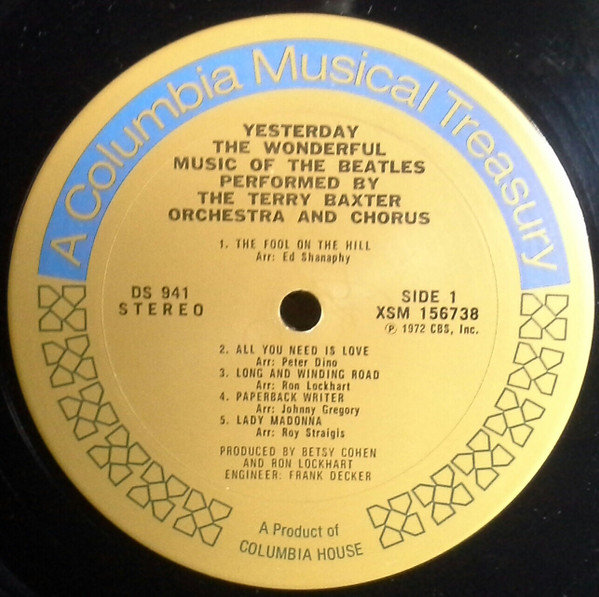 A Columbia Musical Treasury
YESTERDAY
THE WONDERFUL
MUSIC OF THE BEATLES
PERFORMED BY
THE TERRY BAXTER
ORCHESTRA AND CHORUS
1. THE FOOL ON THE HILL
Arr: Ed Shanaphy
DS 941
STEREO
SIDE 1
XSM 156738
Ⓟ 1972 CBS, Inc.
2. ALL YOU NEED IS LOVE
Arr: Peter Dino
3. LONG AND WINDING ROAD
Arr: Ron Lockhart
4. PAPERBACK WRITER
Arr: Johnny Gregory
5. LADY MADONNA
Arr: Roy Straigis
PRODUCED BY BETSY COHEN
AND RON LOCKHART
ENGINEER: FRANK DECKER
A Product of
COLUMBIA HOUSE